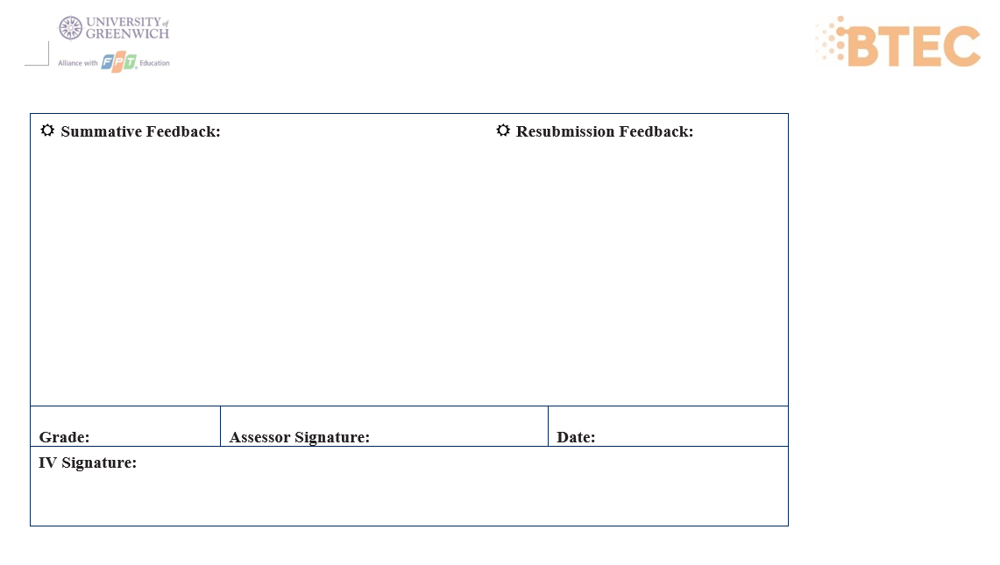 UNIVERSITY of
GREENWICH
Alliance with FPT Education
BTEC
Summative Feedback: Resubmission Feedback:
Grade: Assessor Signature: Date:
IV Signature: